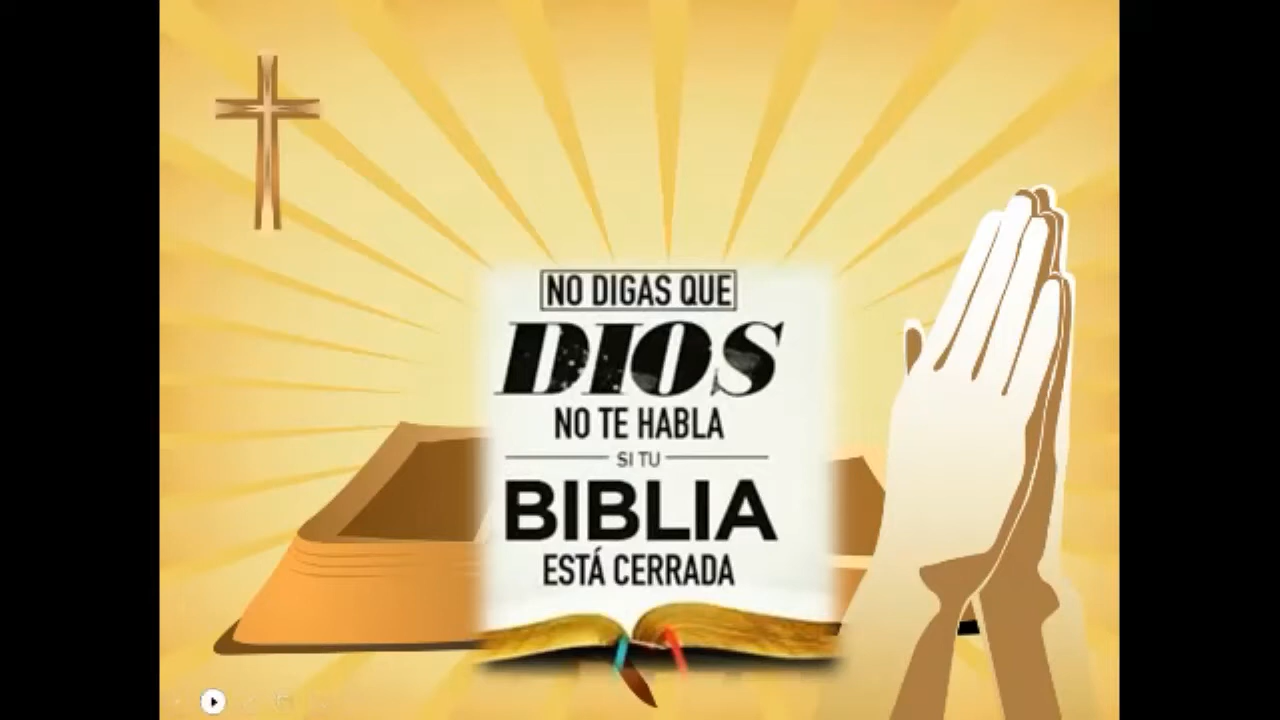 NO DIGAS QUE
DIOS
NO TE HABLA
SI TU
BIBLIA
ESTÁ CERRADA